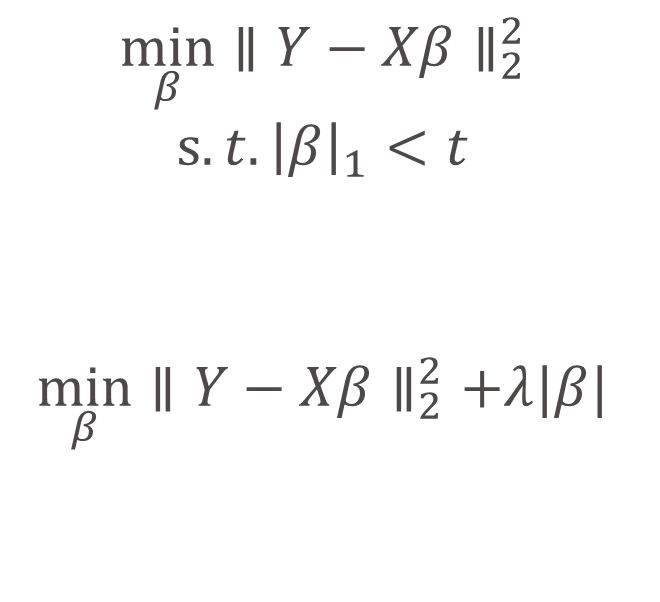 min ‖ Y − Xβ ‖₂²
β
s. t. |β|₁ < t
min ‖ Y − Xβ ‖₂² +λ|β|
β